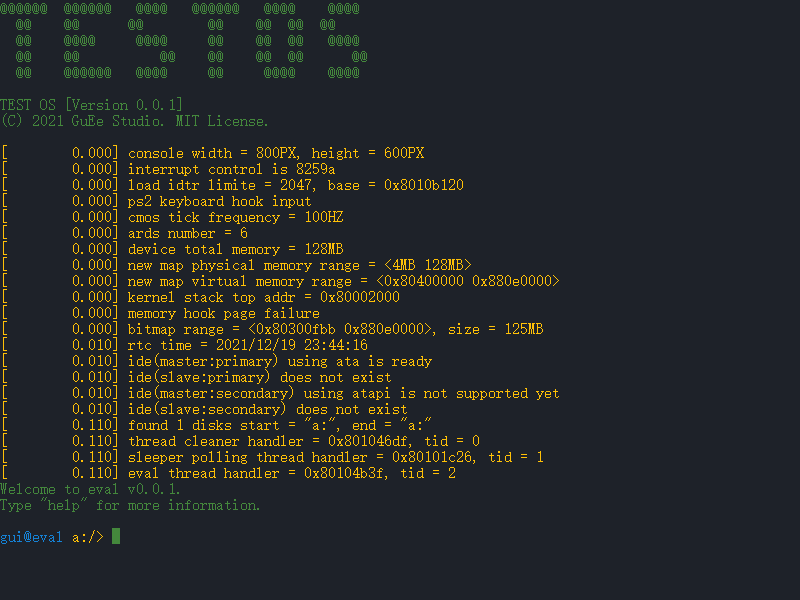 TEST OS
TEST OS [Version 0.0.1]
(C) 2021 GuEe Studio. MIT License.
[        0.000] console width = 800PX, height = 600PX
[        0.000] interrupt control is 8259a
[        0.000] load idtr limite = 2047, base = 0x8010b120
[        0.000] ps2 keyboard hook input
[        0.000] cmos tick frequency = 100HZ
[        0.000] ards number = 6
[        0.000] device total memory = 128MB
[        0.000] new map physical memory range = <4MB 128MB>
[        0.000] new map virtual memory range = <0x80400000 0x880e0000>
[        0.000] kernel stack top addr = 0x80002000
[        0.000] memory hook page failure
[        0.000] bitmap range = <0x80300fbb 0x880e0000>, size = 125MB
[        0.010] rtc time = 2021/12/19 23:44:16
[        0.010] ide(master:primary) using ata is ready
[        0.010] ide(slave:primary) does not exist
[        0.010] ide(master:secondary) using atapi is not supported yet
[        0.010] ide(slave:secondary) does not exist
[        0.110] found 1 disks start = "a:", end = "a:"
[        0.110] thread cleaner handler = 0x801046df, tid = 0
[        0.110] sleeper polling thread handler = 0x80101c26, tid = 1
[        0.110] eval thread handler = 0x80104b3f, tid = 2
Welcome to eval v0.0.1.
Type "help" for more information.
gui@eval a:/>